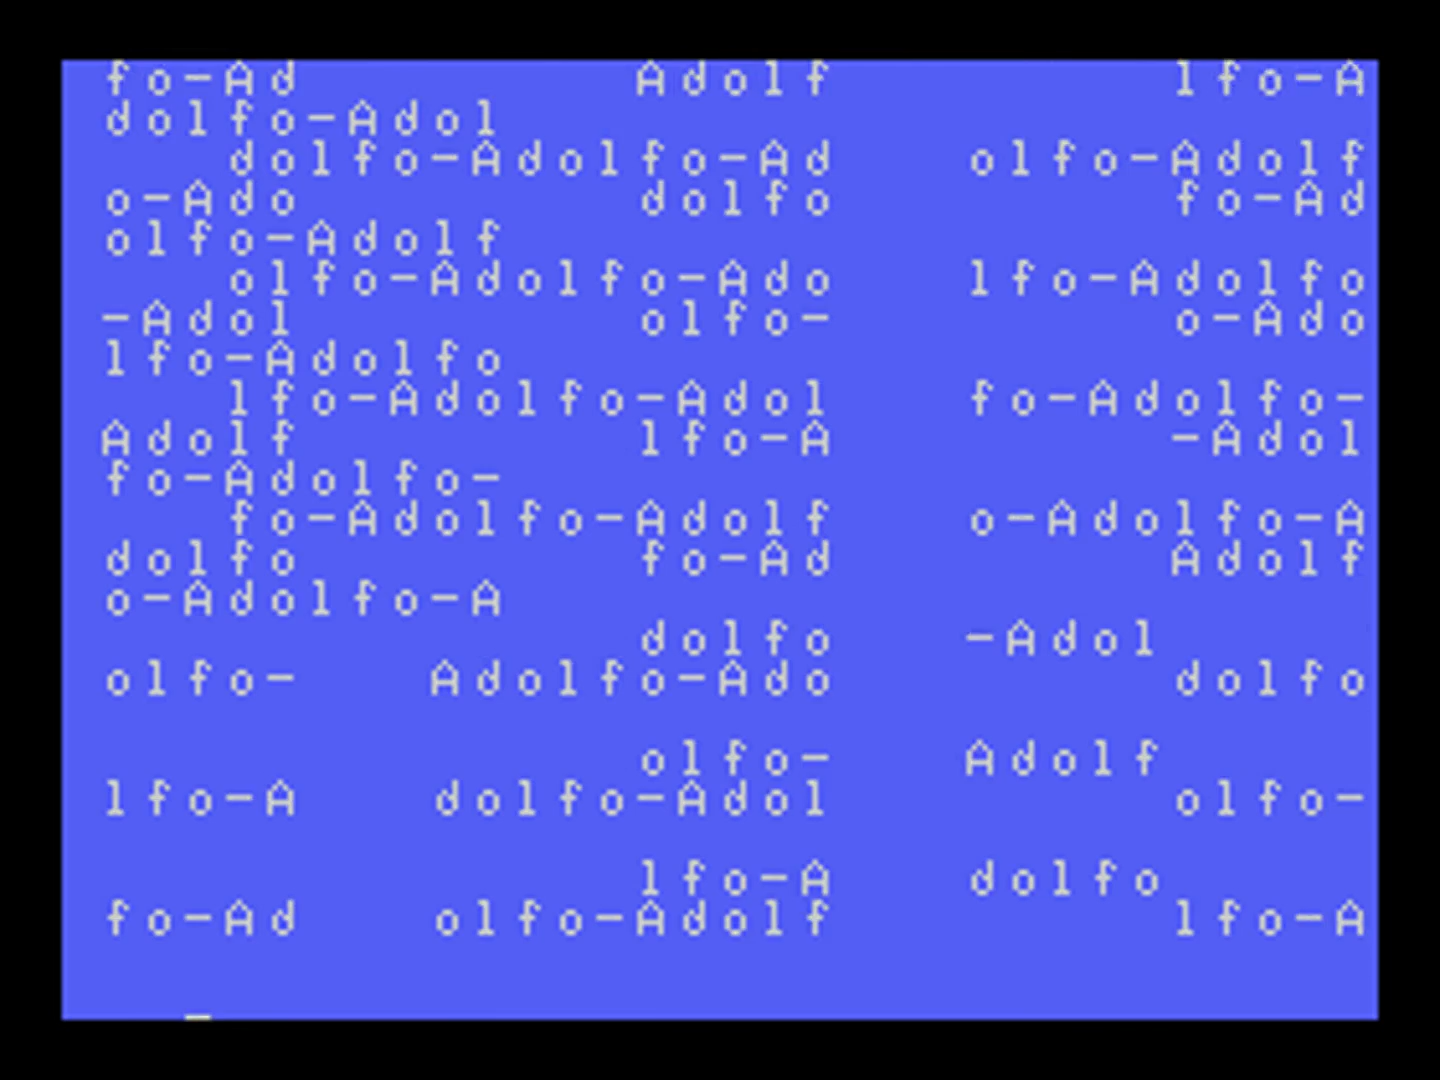 fo-Ad Adolf lfo-A
dolfo-Adol
dolfo-Adolfo-Ad olfo-Adolf
o-Ado dolfo fo-Ad
olfo-Adolf
olfo-Adolfo-Ado lfo-Adolfo
-Adol olfo- o-Ado
lfo-Adolfo
lfo-Adolfo-Adol fo-Adolfo-
Adolf lfo-A -Adol
fo-Adolfo-
fo-Adolfo-Adolf o-Adolfo-A
dolfo fo-Ad Adolf
o-Adolfo-A
dolfo -Adol
olfo- Adolfo-Ado dolfo
olfo- Adolf
lfo-A dolfo-Adol olfo-
lfo-A dolfo
fo-Ad olfo-Adolf lfo-A